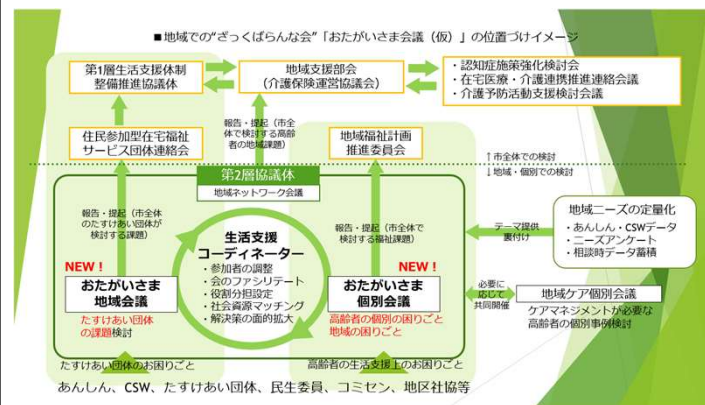 ■地域での“ざっくばらんな会”「おたがいさま会議（仮）」の位置づけイメージ
第1層生活支援体制
整備推進協議体
地域支援部会
（介護保険運営協議会）
・認知症施策強化検討会
・在宅医療・介護連携推進連絡会議
・介護予防活動支援検討会議
住民参加型在宅福祉
サービス団体連絡会
報告・提起（市全
体で検討する高齢
者の地域課題）
地域福祉計画
推進委員会
↑市全体での検討
↓地域・個別での検討
第2層協議体
地域ネットワーク会議
報告・提起（市全体
のたすけあい団体が
検討する課題）
生活支援
コーディネーター
・参加者の調整
・会のファシリテート
・役割分担設定
・社会資源マッチング
・解決策の面的拡大
報告・提起（市全体で
検討する福祉課題）
テーマ提供
裏付け
地域ニーズの定量化
・あんしん・CSWデータ
・ニーズアンケート
・相談時データ蓄積
NEW！
おたがいさま
地域会議
たすけあい団体
の課題検討
NEW！
おたがいさま
個別会議
高齢者の個別の困りごと
地域の困りごと
必要に
応じて
共同開催
地域ケア個別会議
ケアマネジメントが必要な
高齢者の個別事例検討
たすけあい団体のお困りごと
高齢者の生活支援上のお困りごと
あんしん、CSW、たすけあい団体、民生委員、コミセン、地区社協等